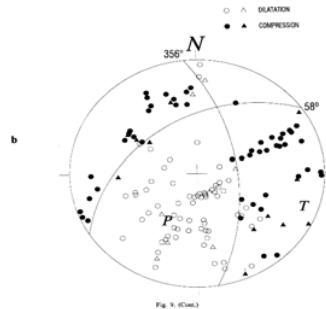 DILATATION
COMPRESSION
356°
N
58°
b
P
T
Fig. 9. (Cont.)